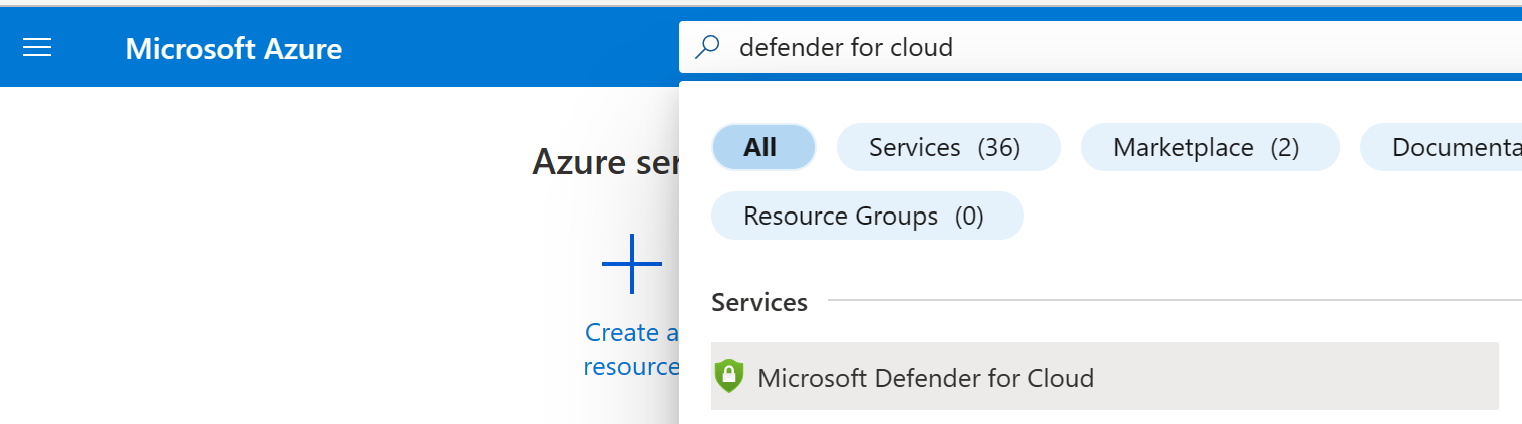 Microsoft Azure
defender for cloud
All
Services (36)
Marketplace (2)
Documenta
Resource Groups (0)
Azure ser
Create a
resource
Services
Microsoft Defender for Cloud